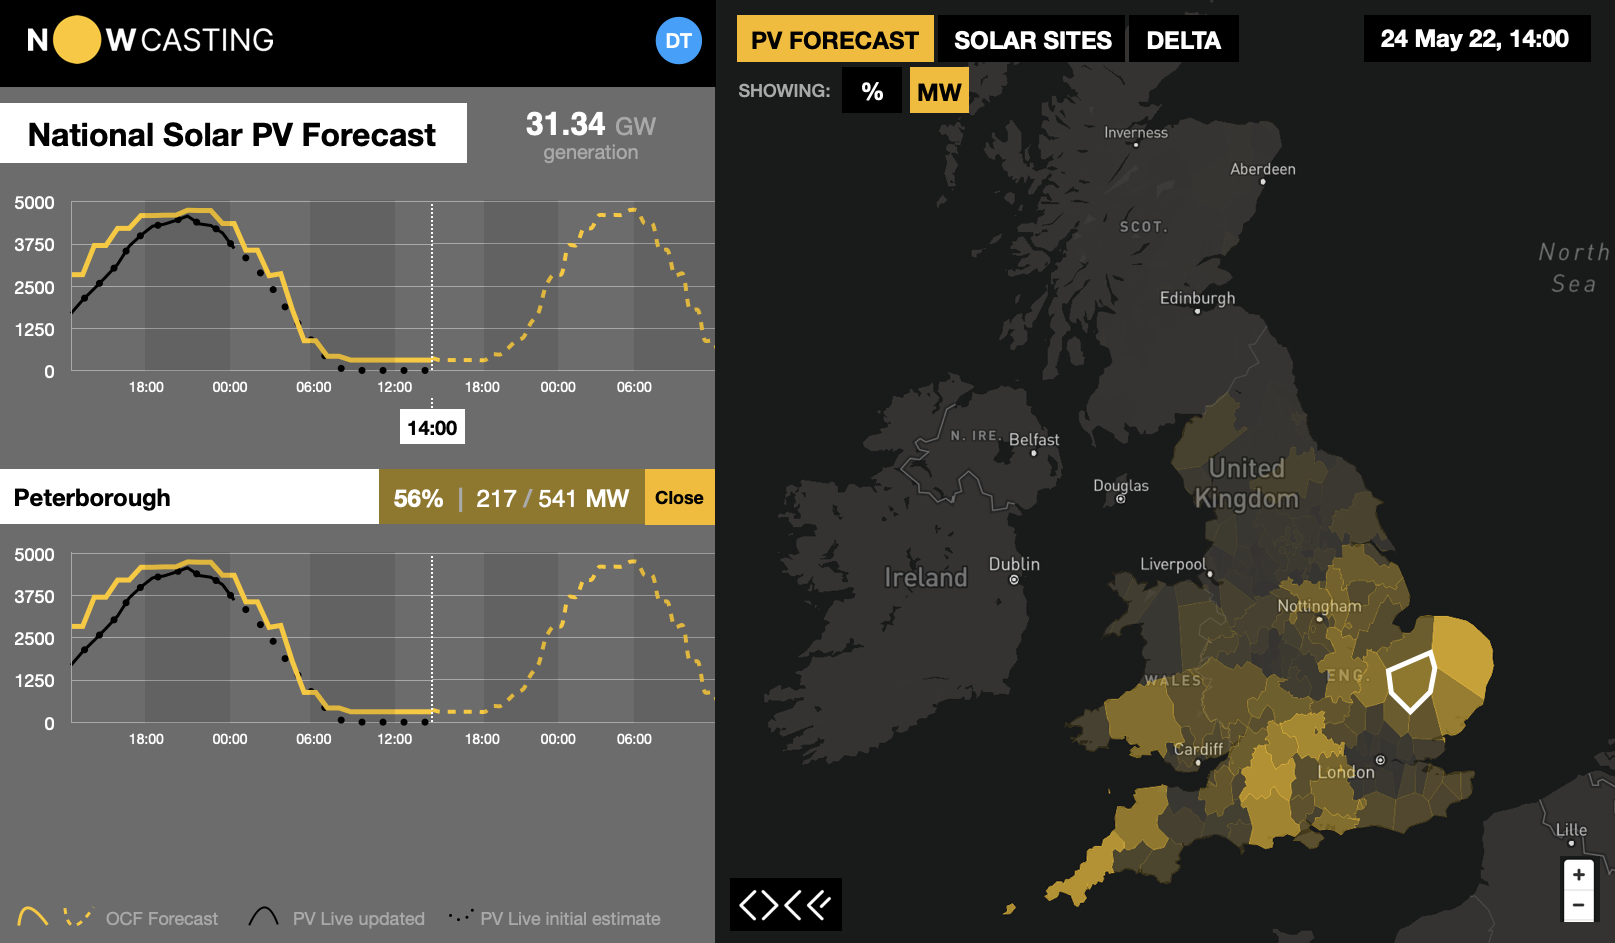 NOWCASTING
DT
National Solar PV Forecast
31.34 GW
generation
5000
3750
2500
1250
0
18:00 00:00 06:00 12:00 18:00 00:00 06:00
14:00
Peterborough
56% | 217 / 541 MW
Close
5000
3750
2500
1250
0
18:00 00:00 06:00 12:00 18:00 00:00 06:00
OCF Forecast
PV Live updated
PV Live initial estimate
PV FORECAST
SOLAR SITES
DELTA
24 May 22, 14:00
SHOWING:
%
MW
Inverness
Aberdeen
SCOT.
North
Sea
Edinburgh
N. IRE.
Belfast
United
Kingdom
Douglas
Dublin
Liverpool
Ireland
Nottingham
WALES
ENG.
Cardiff
London
Lille
+
−